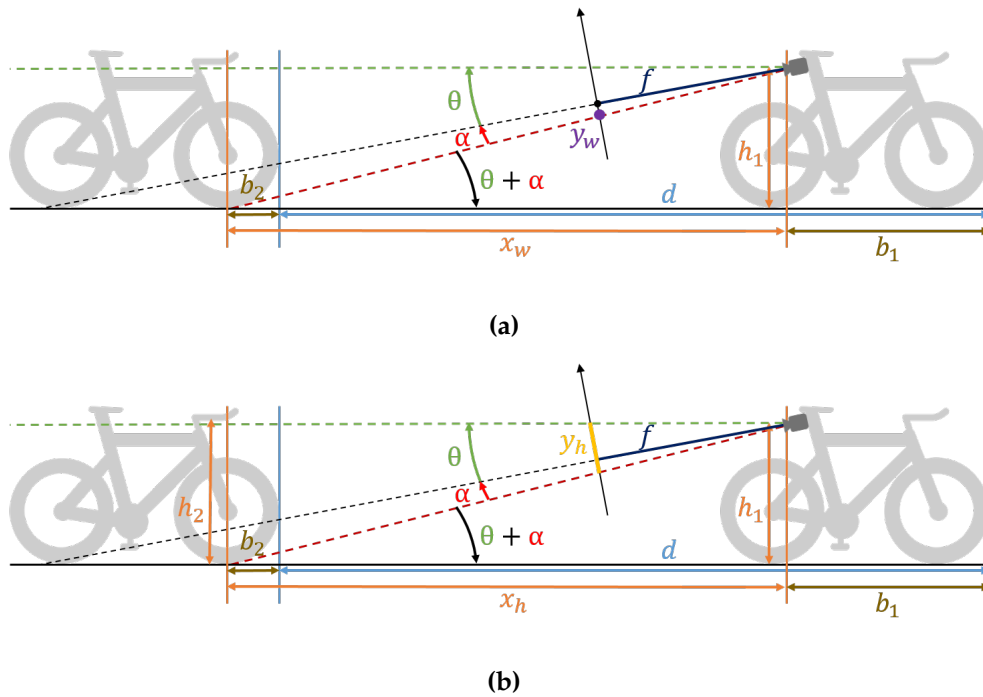 θ
f
α
y_w
h_1
b_2
θ + α
d
x_w
b_1
(a)
θ
y_h
f
α
h_2
h_1
b_2
θ + α
d
x_h
b_1
(b)